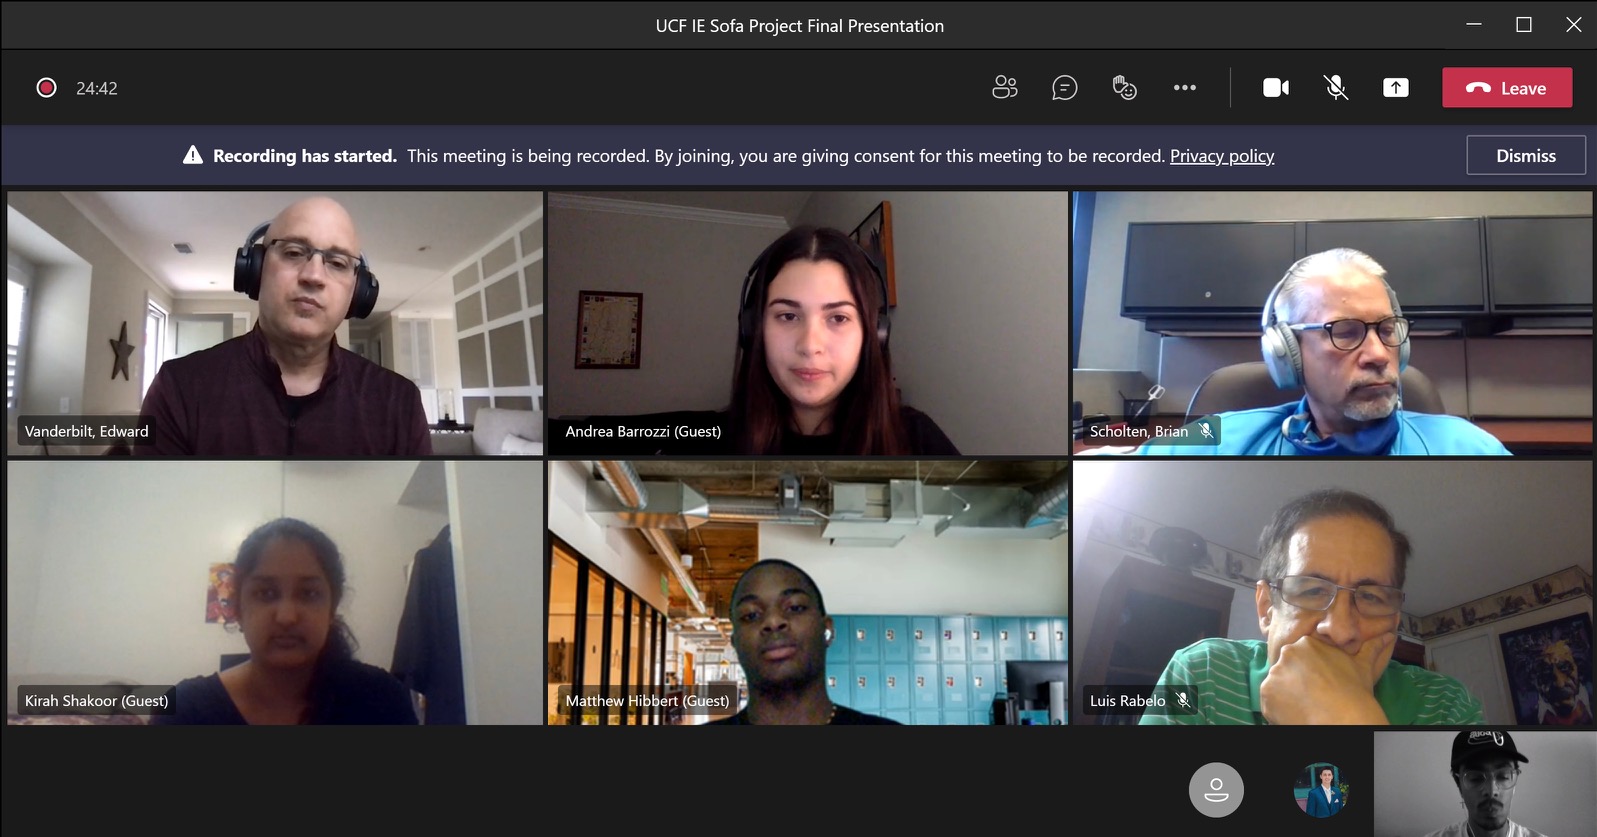 UCF IE Sofa Project Final Presentation
24:42
Leave
Recording has started. This meeting is being recorded. By joining, you are giving consent for this meeting to be recorded. Privacy policy
Dismiss
Vanderbilt, Edward
Andrea Barrozzi (Guest)
Scholten, Brian
Kirah Shakoor (Guest)
Matthew Hibbert (Guest)
Luis Rabelo